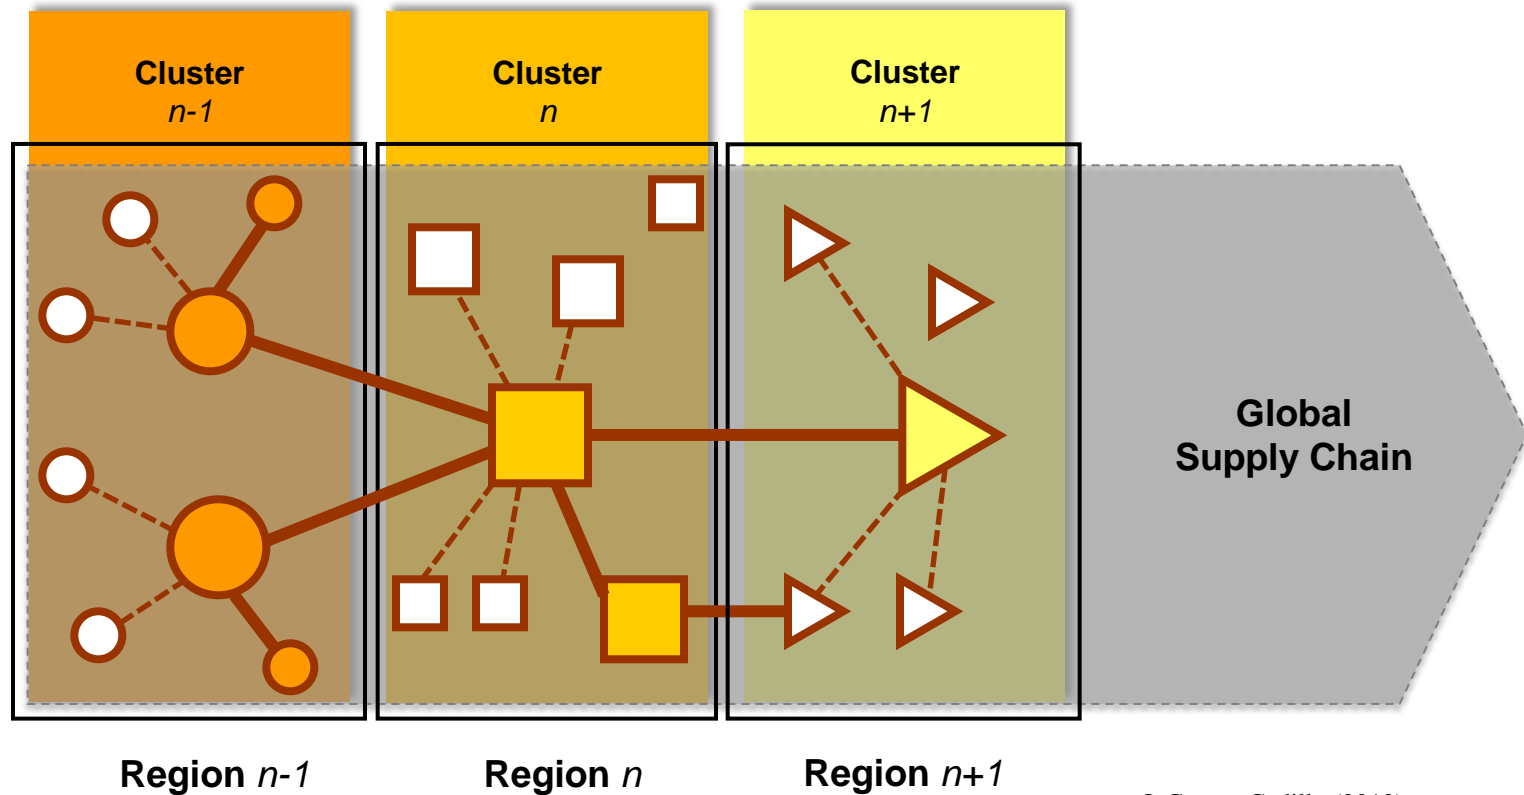 Cluster
n-1
Cluster
n
Cluster
n+1
Global
Supply Chain
Region n-1
Region n
Region n+1